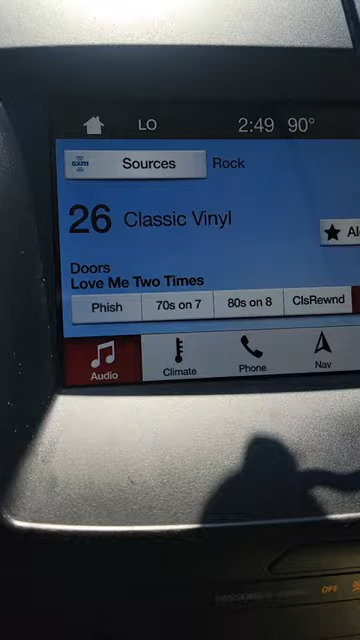 LO 2:49 90°
sxm Sources Rock
26 Classic Vinyl
Doors
Love Me Two Times
Phish 70s on 7 80s on 8 ClsRewnd
Audio Climate Phone Nav
OFF